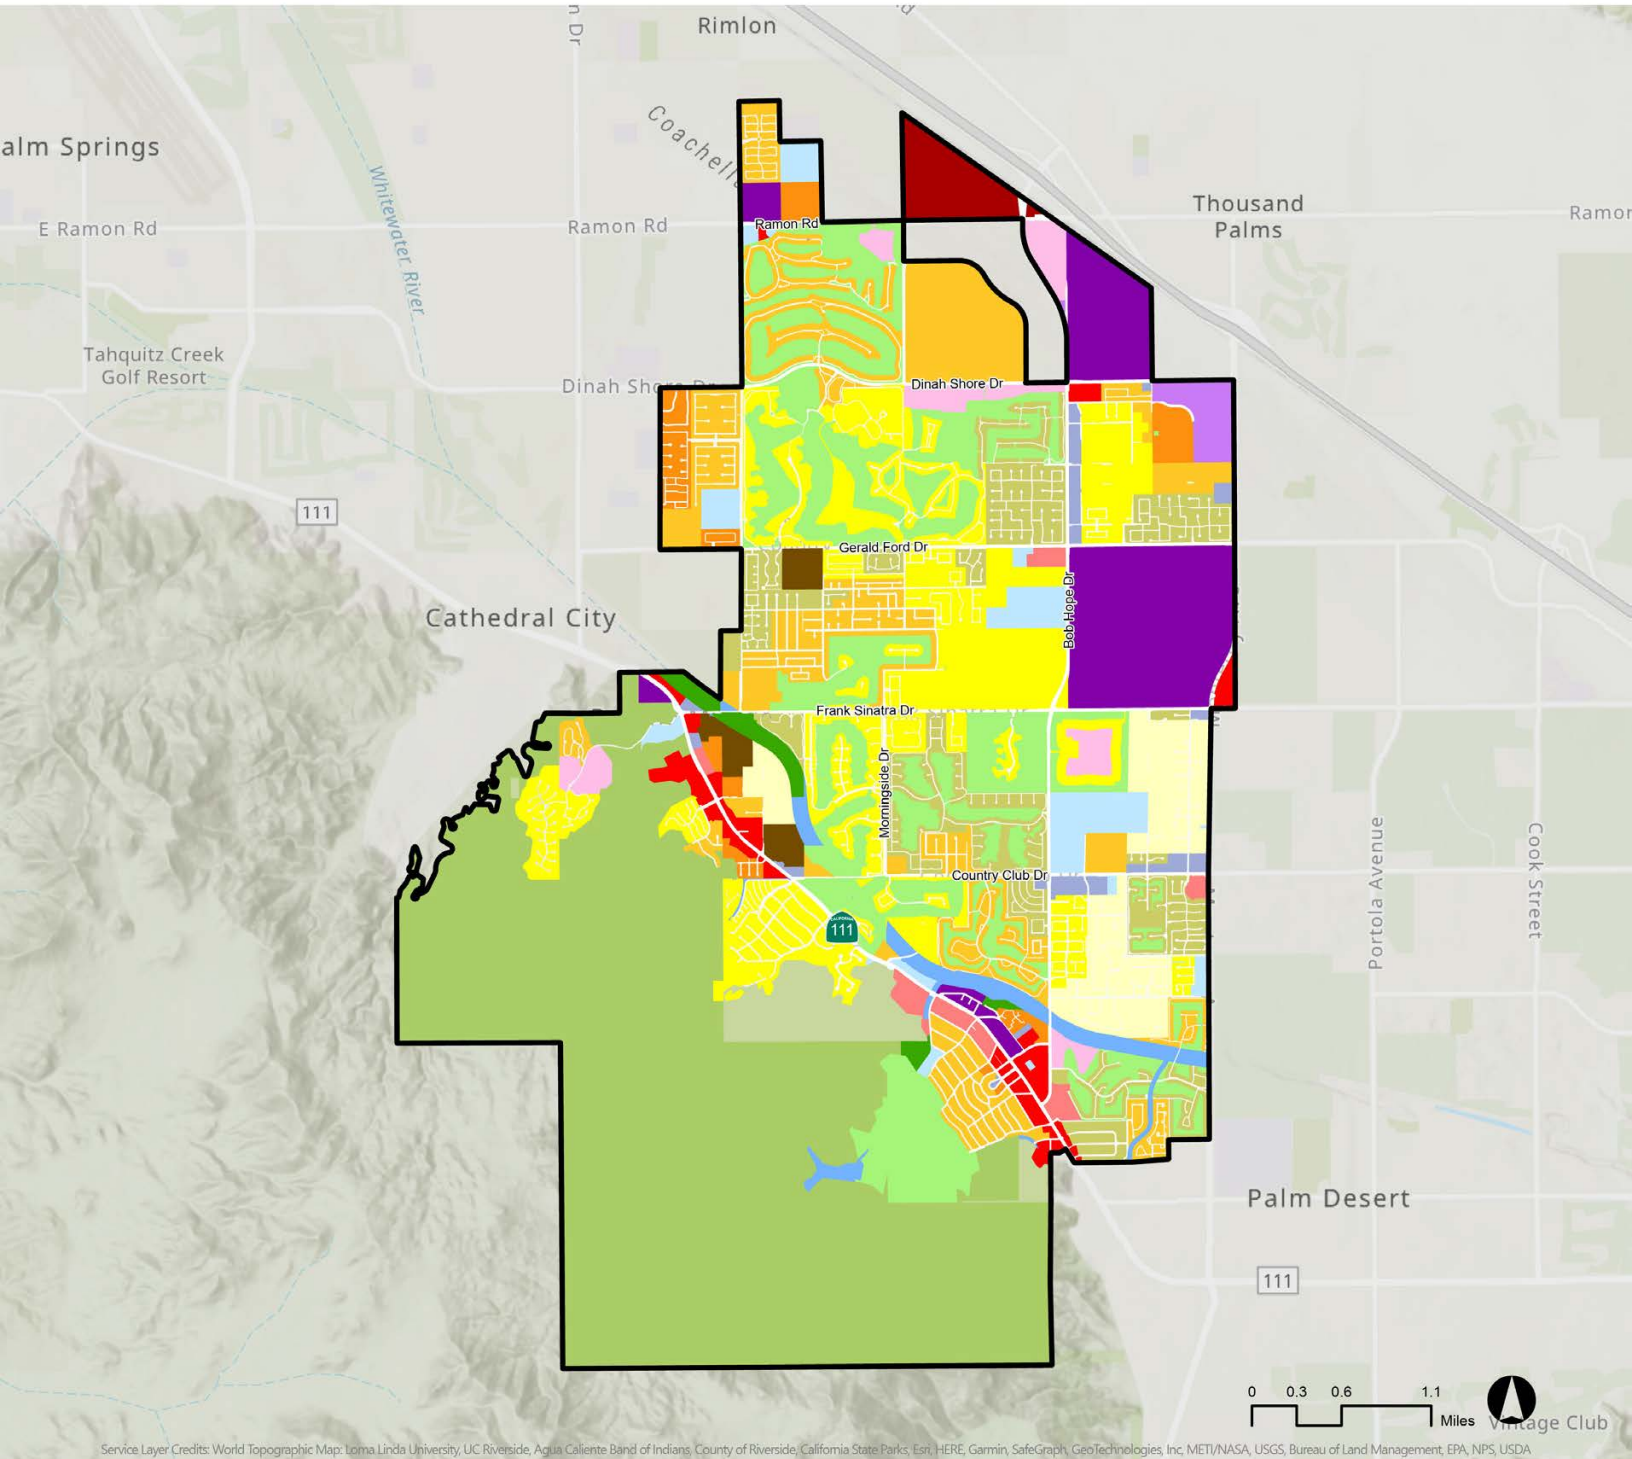 Rimlon
n Dr
Coachell
alm Springs
Whitewater River
Thousand
Palms
E Ramon Rd
Ramon Rd
Ramon Rd
Ramon
Tahquitz Creek
Golf Resort
Dinah Shore Dr
Dinah Shore Dr
111
Gerald Ford Dr
Cathedral City
Bob Hope Dr
Frank Sinatra Dr
Morningside Dr
Portola Avenue
Cook Street
Country Club Dr
CALIFORNIA
111
Palm Desert
111
0 0.3 0.6 1.1
Miles
Vintage Club
Service Layer Credits: World Topographic Map: Loma Linda University, UC Riverside, Agua Caliente Band of Indians, County of Riverside, California State Parks, Esri, HERE, Garmin, SafeGraph, GeoTechnologies, Inc, METI/NASA, USGS, Bureau of Land Management, EPA, NPS, USDA